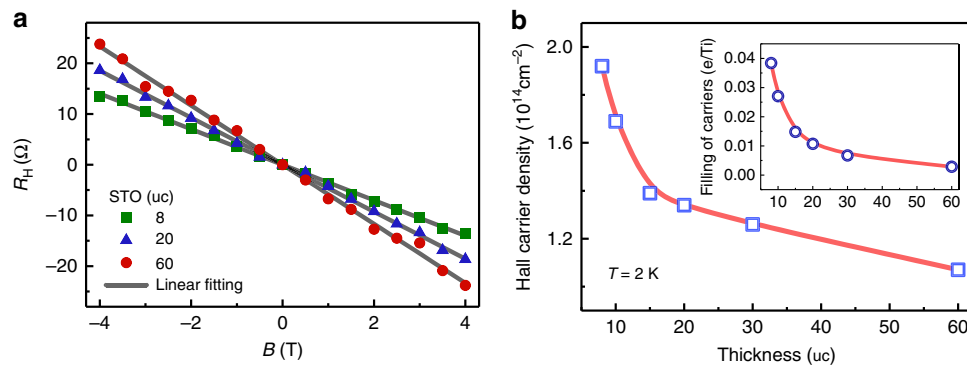 a
R_H (Ω)
20
10
0
−10
−20
STO (uc)
8
20
60
Linear fitting
−4
−2
0
2
4
B (T)
b
Hall carrier density (10^14cm^−2)
2.0
1.6
1.2
T = 2 K
10
20
30
40
50
60
Thickness (uc)
Filling of carriers (e/Ti)
0.04
0.03
0.02
0.01
0.00
10 20 30 40 50 60